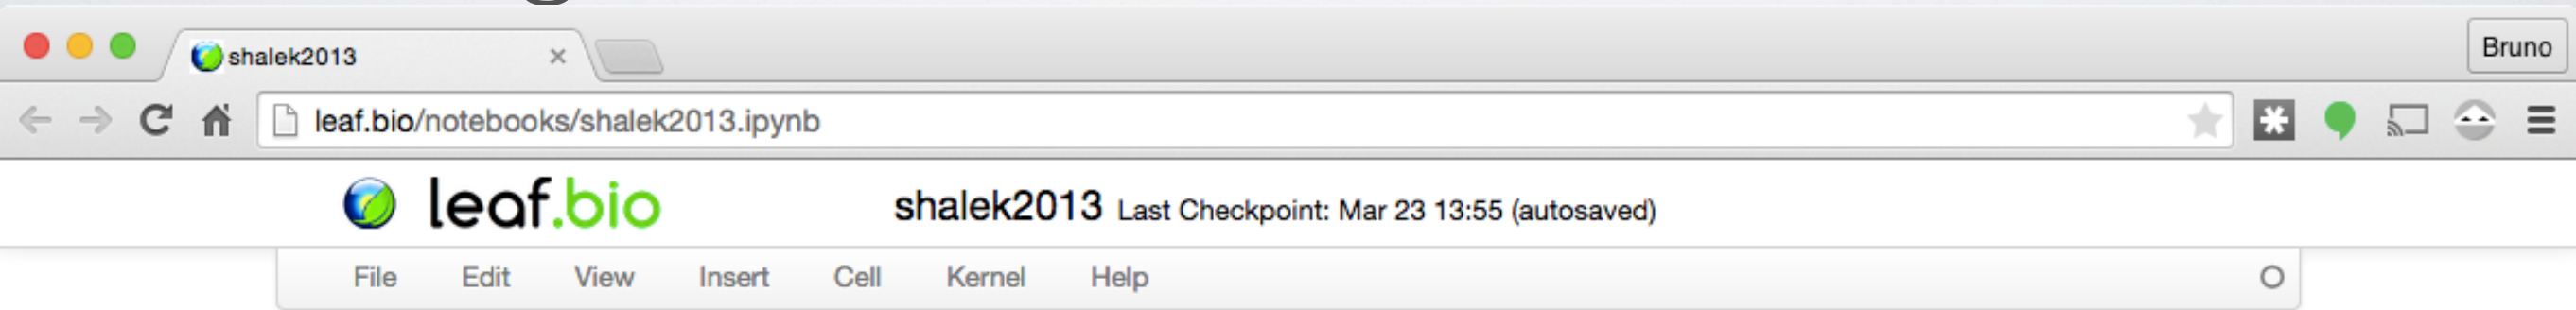 shalek2013
Bruno
leaf.bio/notebooks/shalek2013.ipynb
leaf.bio shalek2013 Last Checkpoint: Mar 23 13:55 (autosaved)
File Edit View Insert Cell Kernel Help